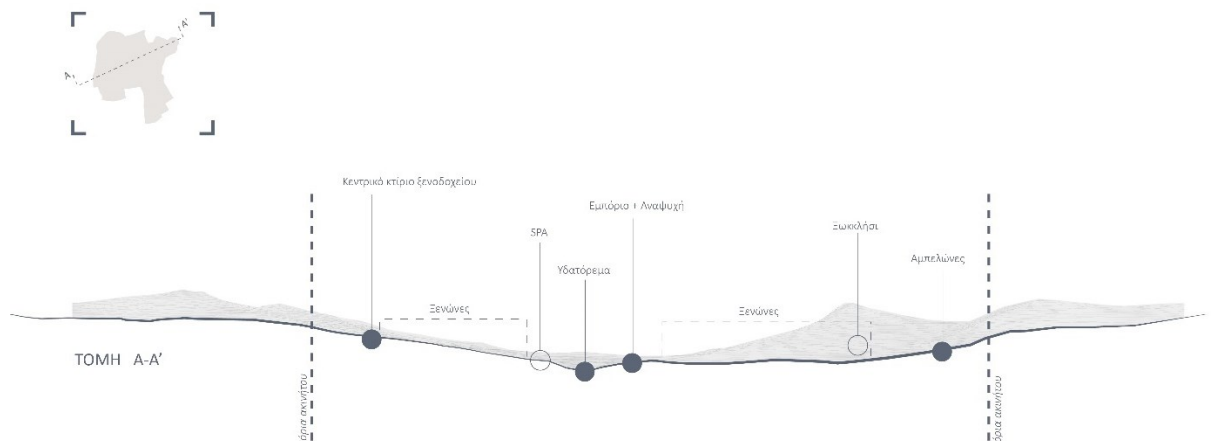 A'
A
Κεντρικό κτίριο ξενοδοχείου
Εμπόριο + Αναψυχή
Ξωκκλήσι
SPA
Υδατόρεμα
Αμπελώνες
Ξενώνες
Ξενώνες
ΤΟΜΗ Α-Α'
όρια ακινήτου
όρια ακινήτου